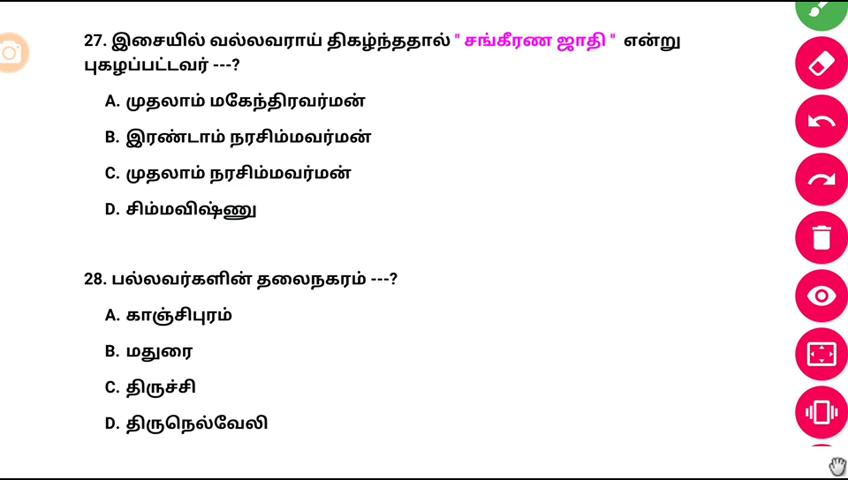 27. இசையில் வல்லவராய் திகழ்ந்ததால் " சங்கீரண ஜாதி " என்று
புகழப்பட்டவர் ---?
A. முதலாம் மகேந்திரவர்மன்
B. இரண்டாம் நரசிம்மவர்மன்
C. முதலாம் நரசிம்மவர்மன்
D. சிம்மவிஷ்ணு
28. பல்லவர்களின் தலைநகரம் ---?
A. காஞ்சிபுரம்
B. மதுரை
C. திருச்சி
D. திருநெல்வேலி